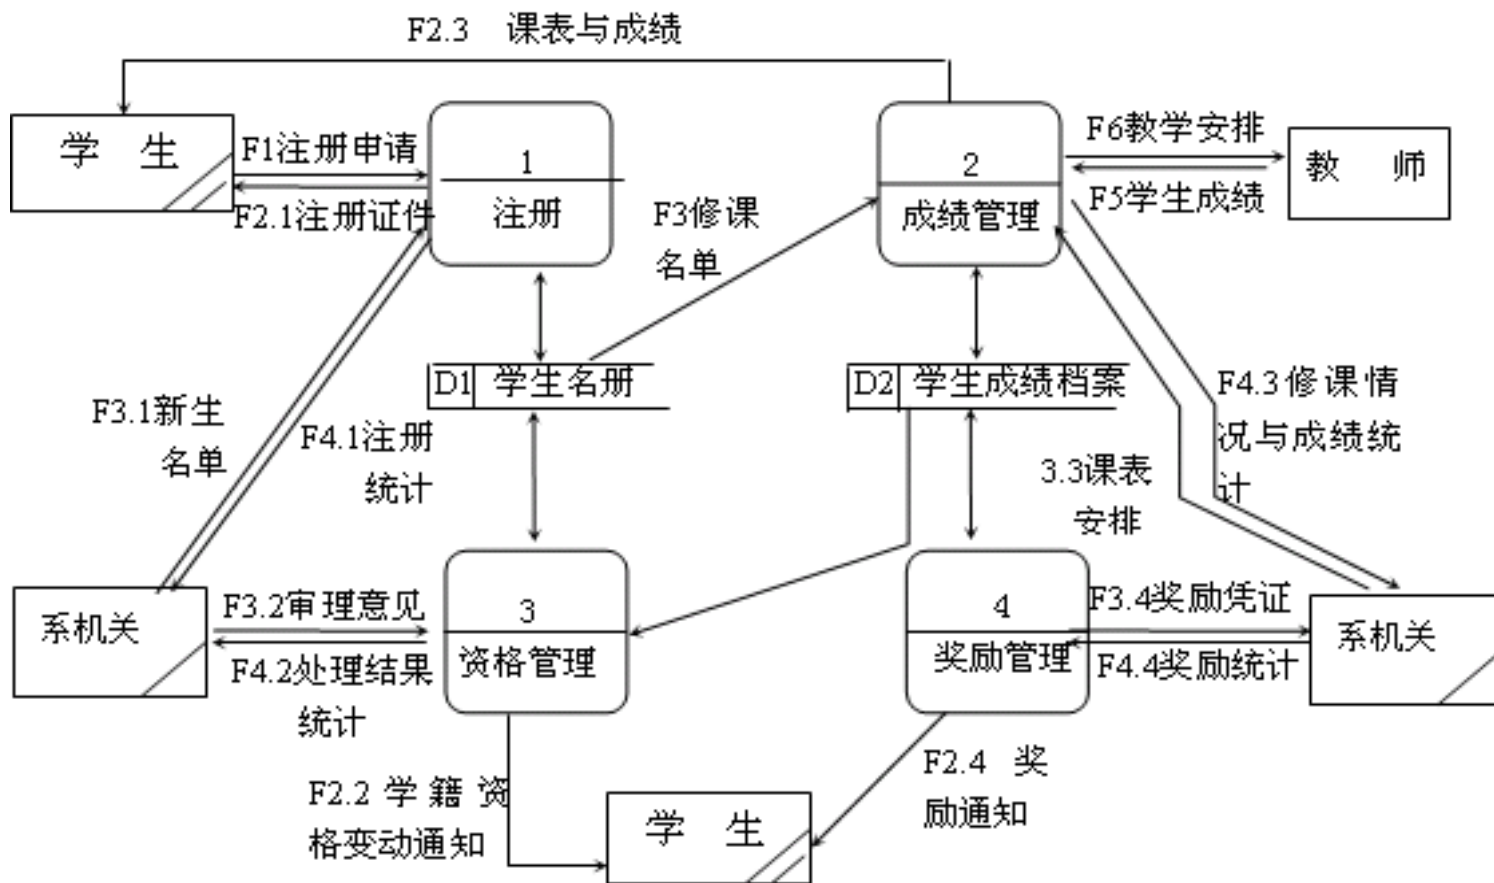 F2.3 课表与成绩
学 生
F1注册申请
F2.1注册证件
1
注册
F3修课
名单
2
成绩管理
F6教学安排
F5学生成绩
教 师
D1 学生名册
D2 学生成绩档案
F3.1新生
名单
F4.1注册
统计
F4.3修课情
况与成绩统
计
3.3课表
安排
系机关
F3.2审理意见
F4.2处理结果
统计
3
资格管理
4
奖励管理
F3.4奖励凭证
F4.4奖励统计
系机关
F2.2 学 籍 资
格变动通知
学 生
F2.4 奖
励通知